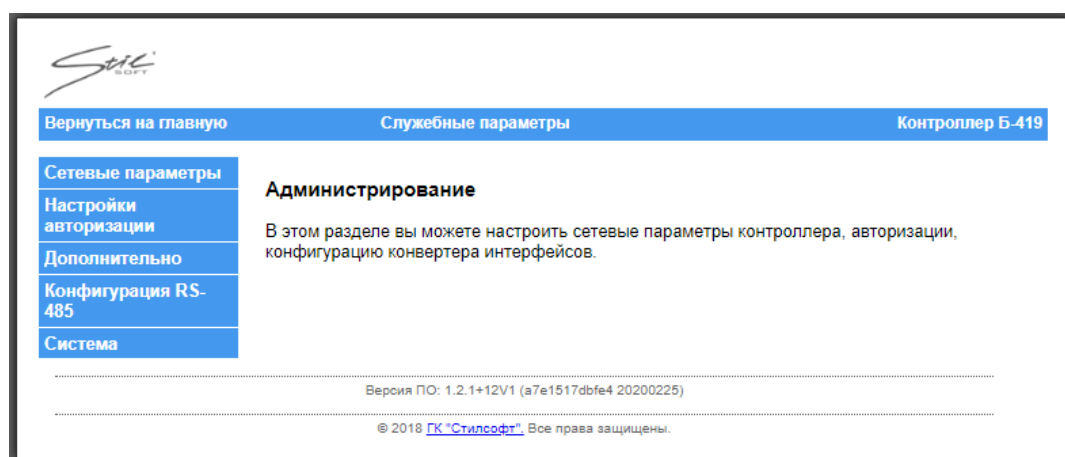 Stil
SOFT
Вернуться на главную
Служебные параметры
Контроллер Б-419
Сетевые параметры
Настройки
авторизации
Дополнительно
Конфигурация RS-
485
Система
Администрирование
В этом разделе вы можете настроить сетевые параметры контроллера, авторизации,
конфигурацию конвертера интерфейсов.
Версия ПО: 1.2.1+12V1 (a7e1517dbfe4 20200225)
© 2018 ГК "Стилсофт". Все права защищены.